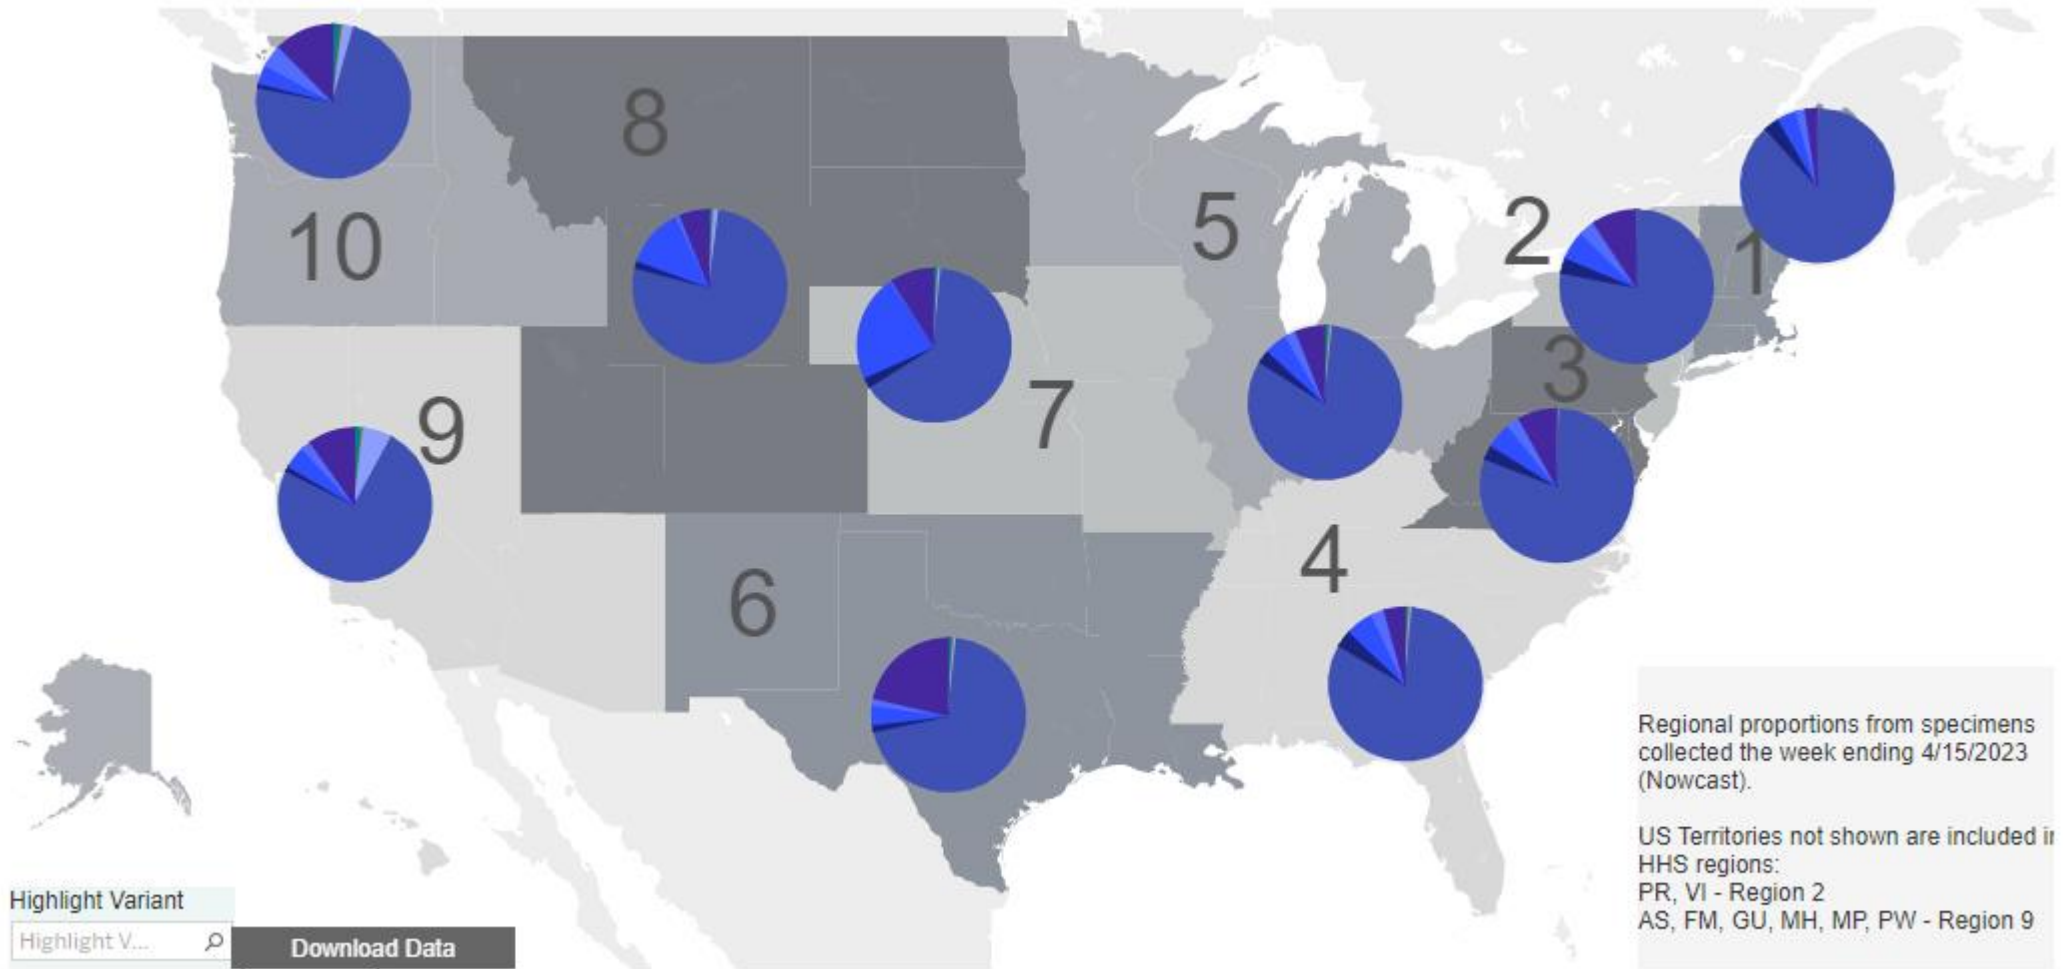 8
10
5
2
1
3
9
7
4
6
Regional proportions from specimens
collected the week ending 4/15/2023
(Nowcast).
US Territories not shown are included in
HHS regions:
PR, VI - Region 2
AS, FM, GU, MH, MP, PW - Region 9
Highlight Variant
Highlight V...
Download Data